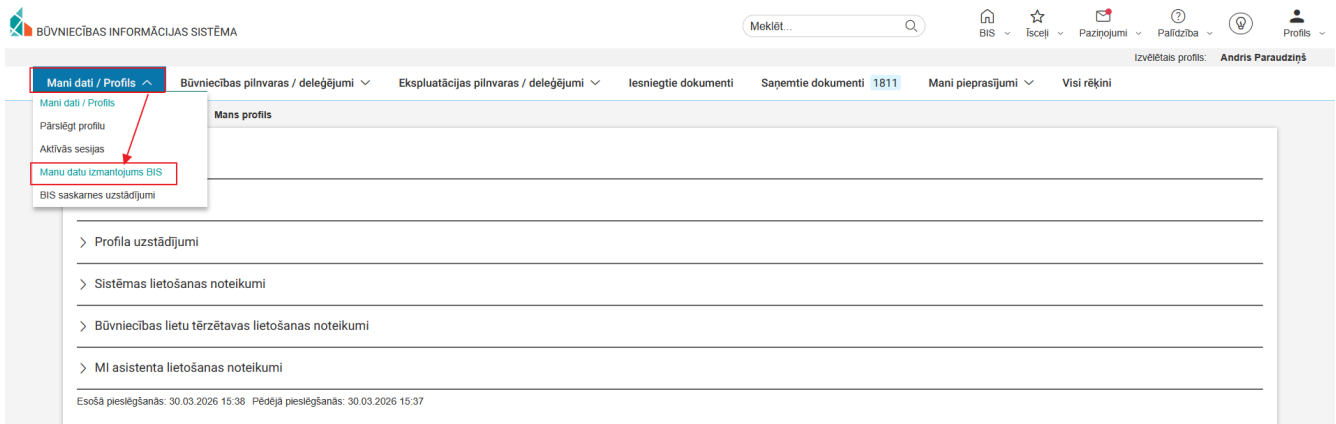 BŪVNIECĪBAS INFORMĀCIJAS SISTĒMA
Meklēt...
BIS Īsceļi Paziņojumi Palīdzība Profils
Izvēlētais profils: Andris Paraudziņš
Mani dati / Profils Būvniecības pilnvaras / deleģējumi Ekspluatācijas pilnvaras / deleģējumi Iesniegtie dokumenti Saņemtie dokumenti 1811 Mani pieprasījumi Visi rēķini
Mani dati / Profils
Mans profils
Pārslēgt profilu
Aktīvās sesijas
Manu datu izmantojums BIS
BIS saskarnes uzstādījumi
Profila uzstādījumi
Sistēmas lietošanas noteikumi
Būvniecības lietu tērzētavas lietošanas noteikumi
MI asistenta lietošanas noteikumi
Esošā pieslēgšanās: 30.03.2026 15:38 Pēdējā pieslēgšanās: 30.03.2026 15:37